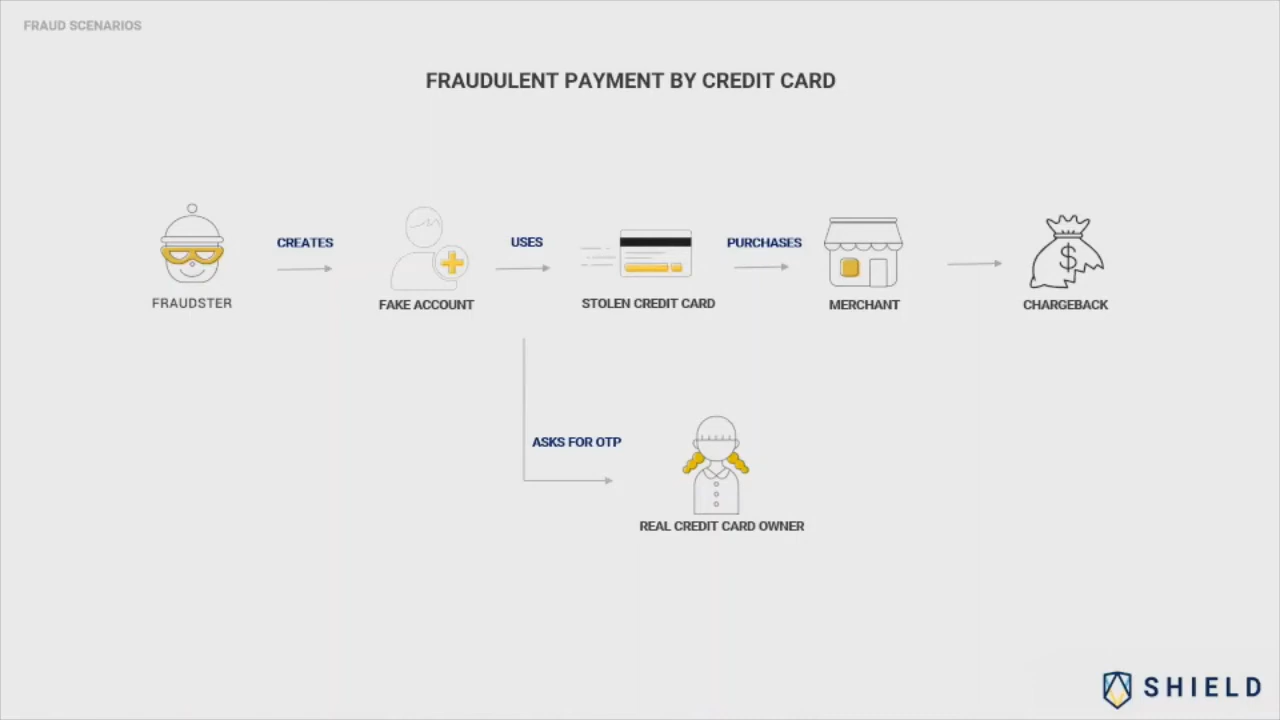 FRAUD SCENARIOS
FRAUDULENT PAYMENT BY CREDIT CARD
CREATES
USES
PURCHASES
FRAUDSTER
FAKE ACCOUNT
STOLEN CREDIT CARD
MERCHANT
CHARGEBACK
$
ASKS FOR OTP
REAL CREDIT CARD OWNER
SHIELD